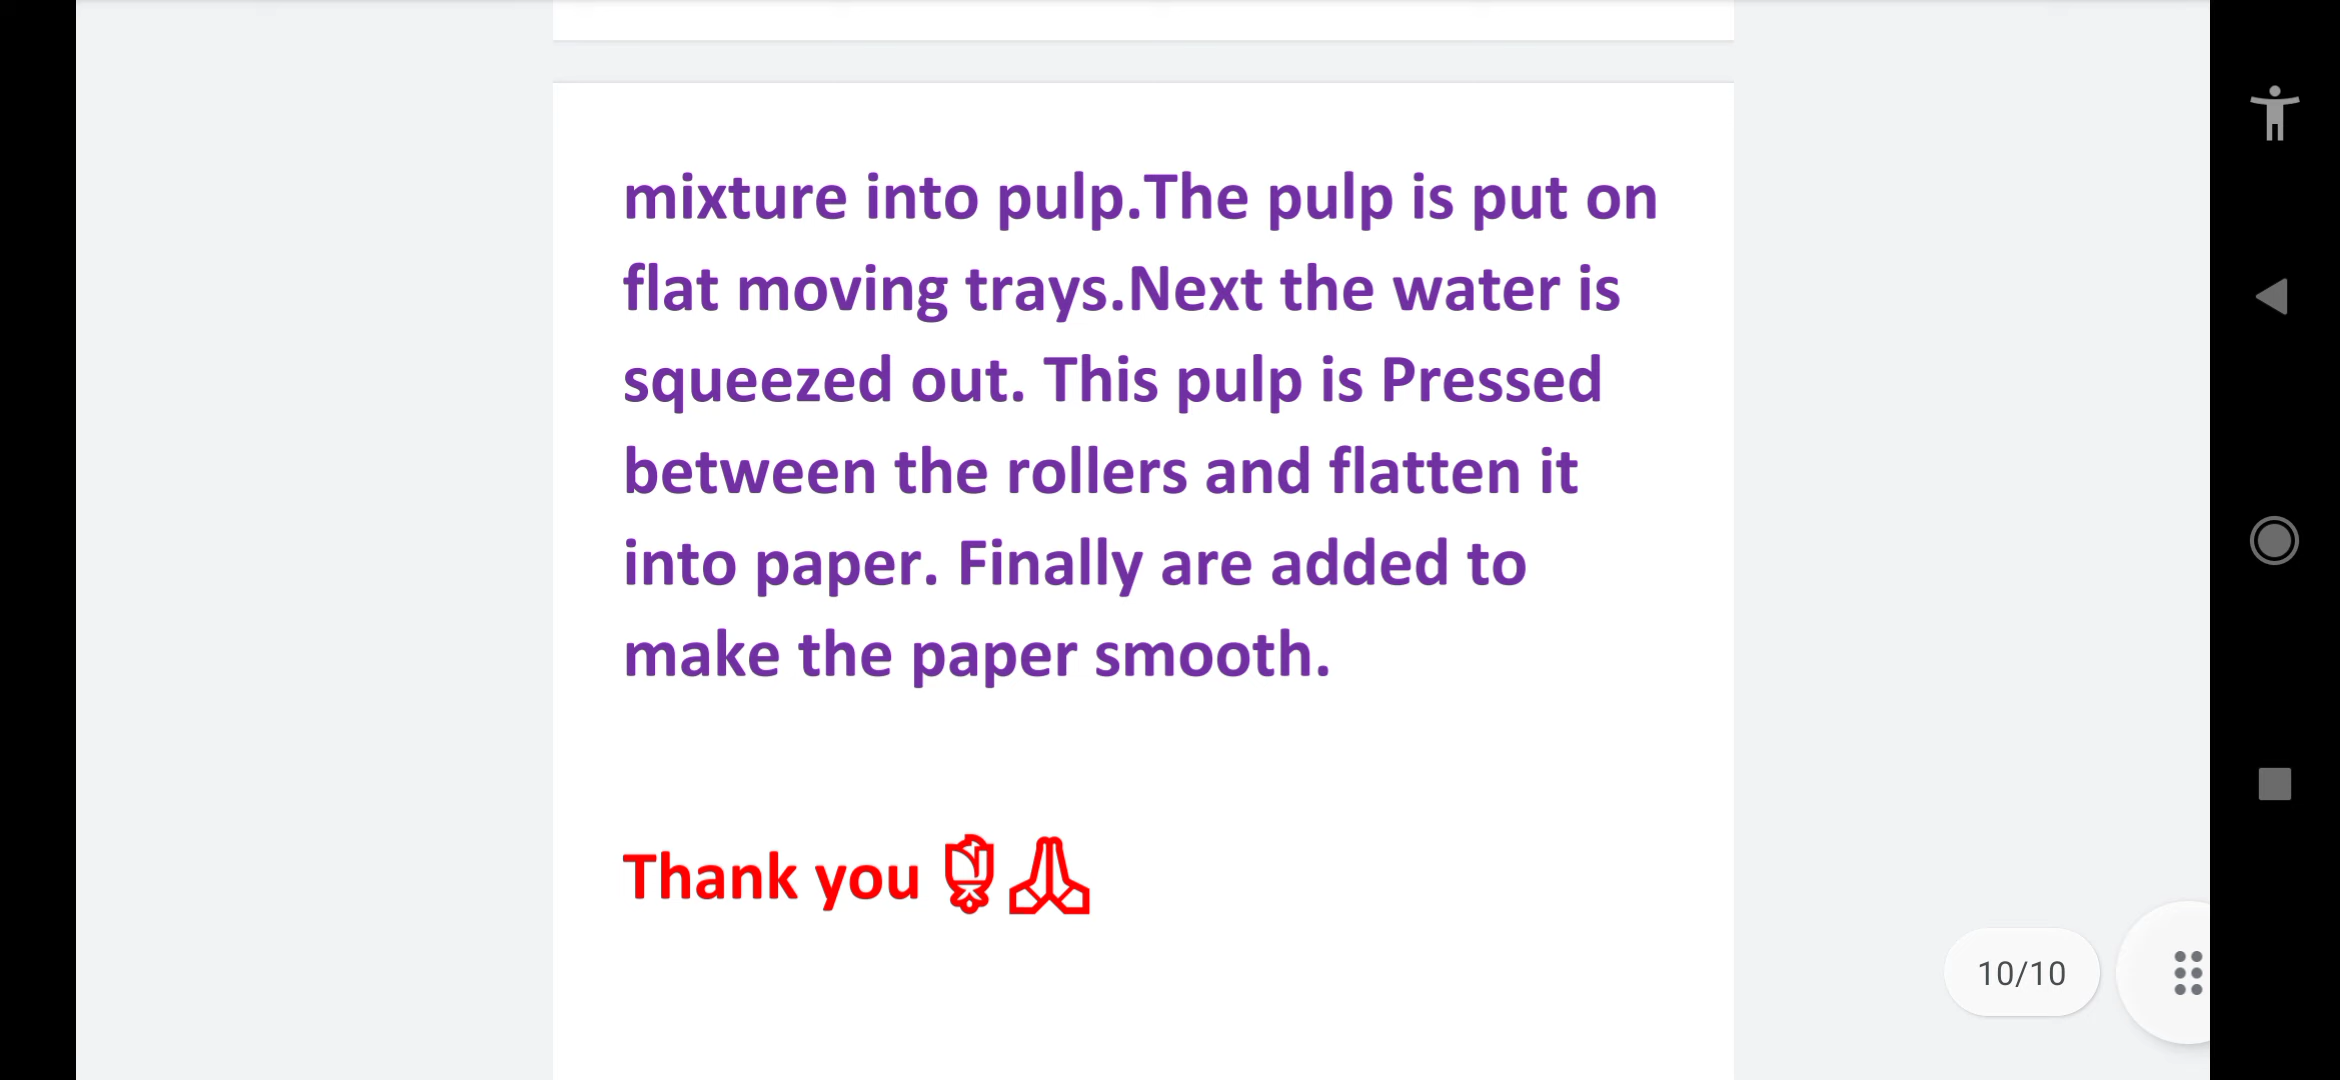 mixture into pulp.The pulp is put on
flat moving trays.Next the water is
squeezed out. This pulp is Pressed
between the rollers and flatten it
into paper. Finally are added to
make the paper smooth.
Thank you
10/10